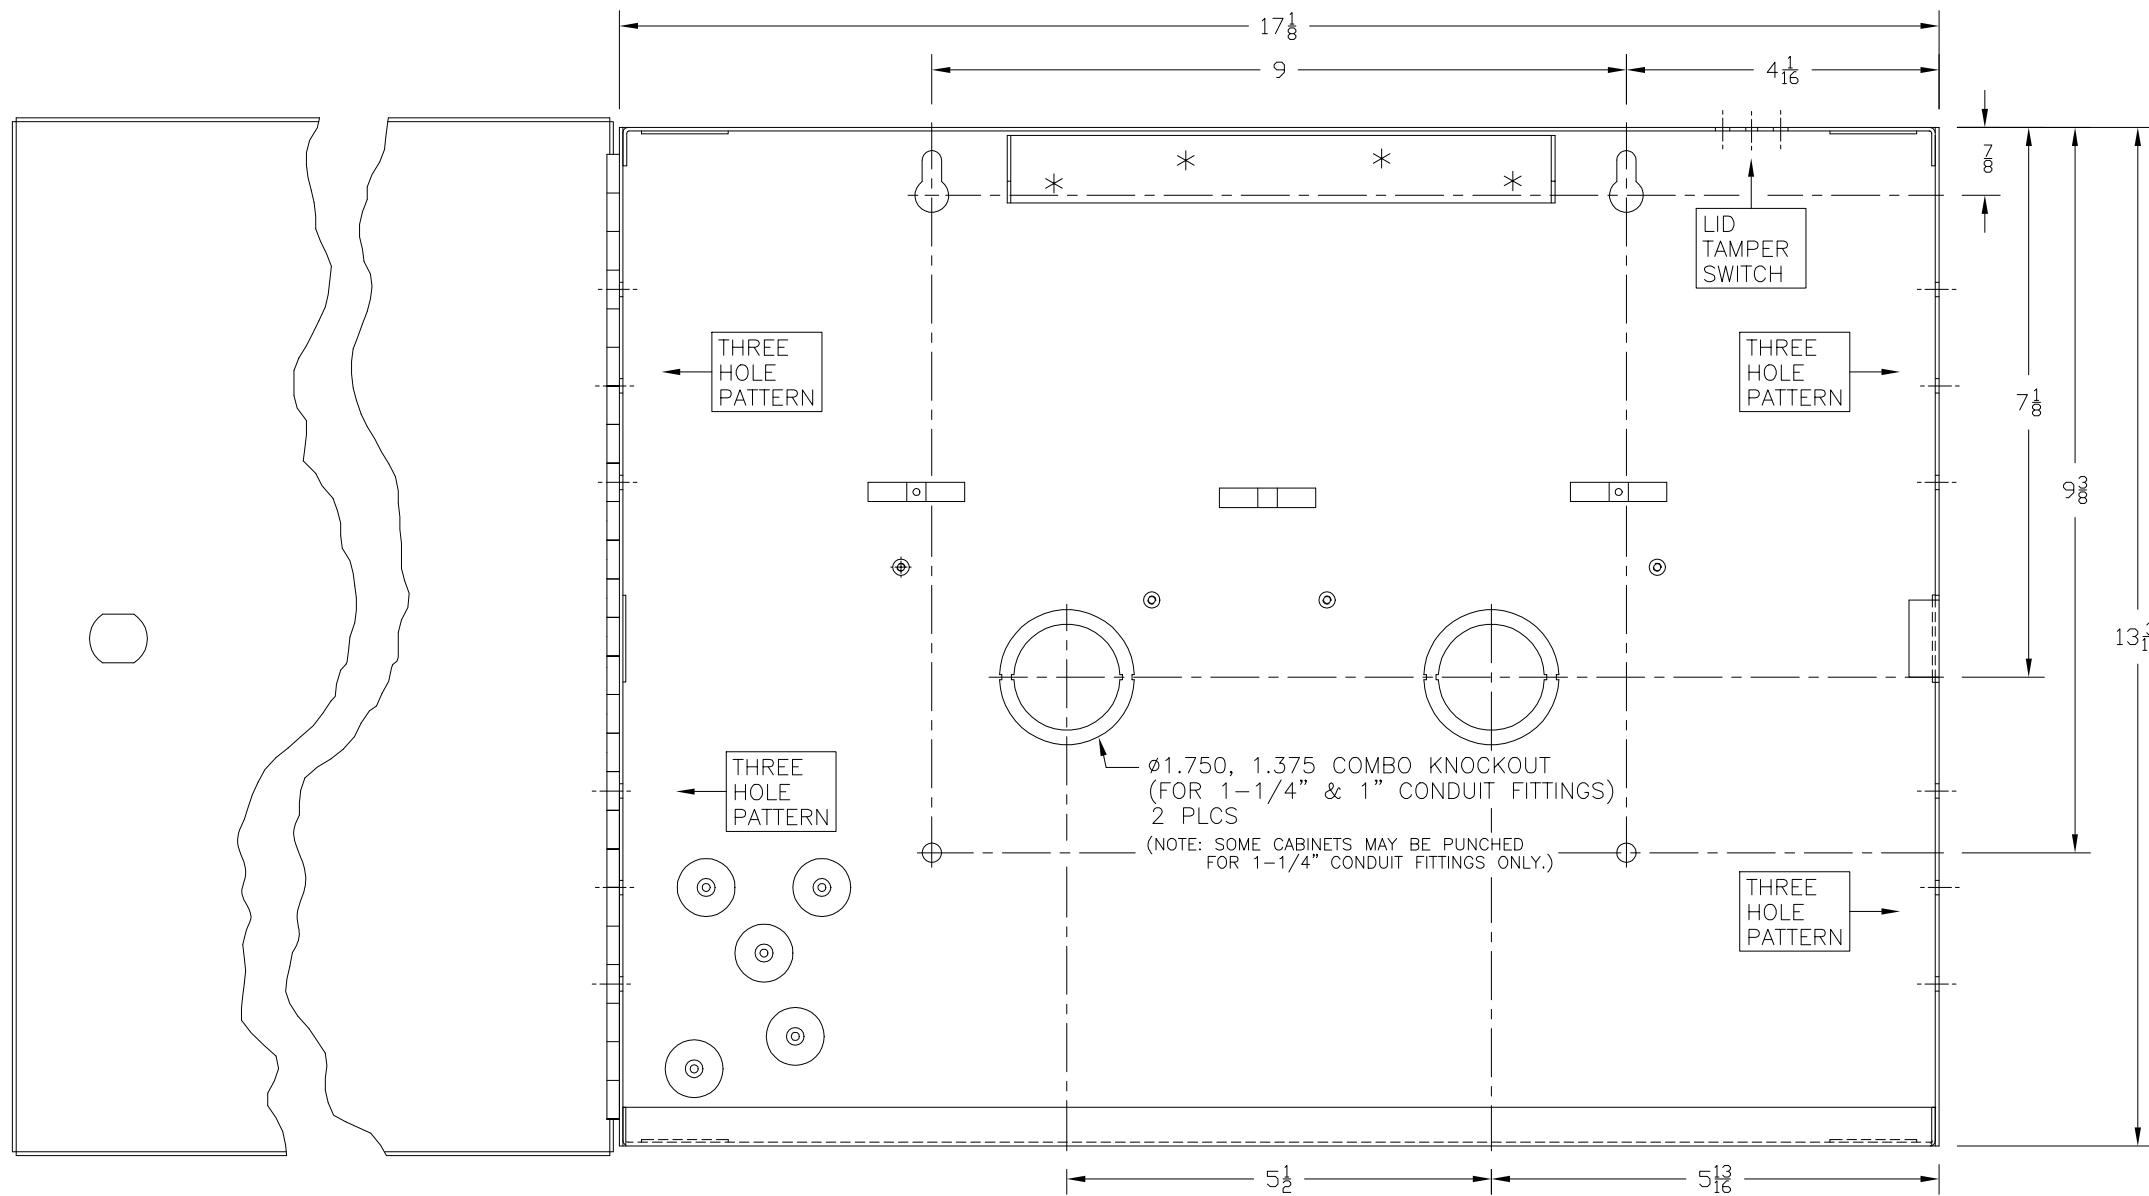 17 1/8
9
4 1/16
7/8
LID
TAMPER
SWITCH
THREE
HOLE
PATTERN
THREE
HOLE
PATTERN
7 1/8
9 3/8
THREE
HOLE
PATTERN
Ø1.750, 1.375 COMBO KNOCKOUT
(FOR 1-1/4" & 1" CONDUIT FITTINGS)
2 PLCS
(NOTE: SOME CABINETS MAY BE PUNCHED
FOR 1-1/4" CONDUIT FITTINGS ONLY.)
THREE
HOLE
PATTERN
5 1/2
5 13/16